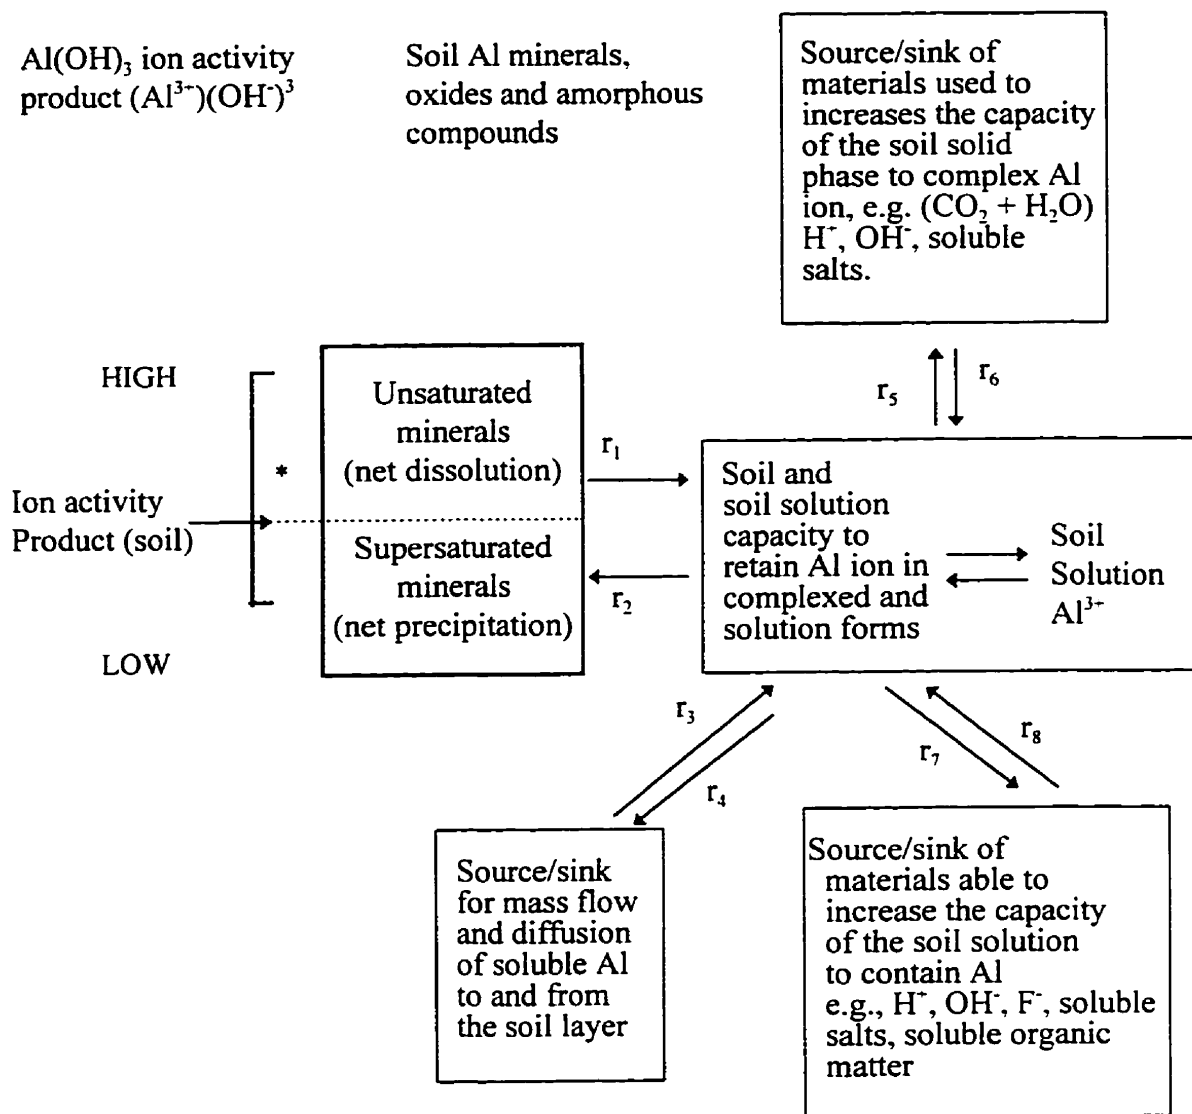 Al(OH)₃ ion activity
product (Al³⁺)(OH⁻)³
Soil Al minerals,
oxides and amorphous
compounds
Source/sink of
materials used to
increases the capacity
of the soil solid
phase to complex Al
ion, e.g. (CO₂ + H₂O)
H⁺, OH⁻, soluble
salts.
HIGH
*
Ion activity
Product (soil)
LOW
Unsaturated
minerals
(net dissolution)
Supersaturated
minerals
(net precipitation)
r₁
r₂
r₅
r₆
Soil and
soil solution
capacity to
retain Al ion in
complexed and
solution forms
Soil
Solution
Al³⁺
r₃
r₄
r₇
r₈
Source/sink
for mass flow
and diffusion
of soluble Al
to and from
the soil layer
Source/sink of
materials able to
increase the capacity
of the soil solution
to contain Al
e.g., H⁺, OH⁻, F⁻, soluble
salts, soluble organic
matter